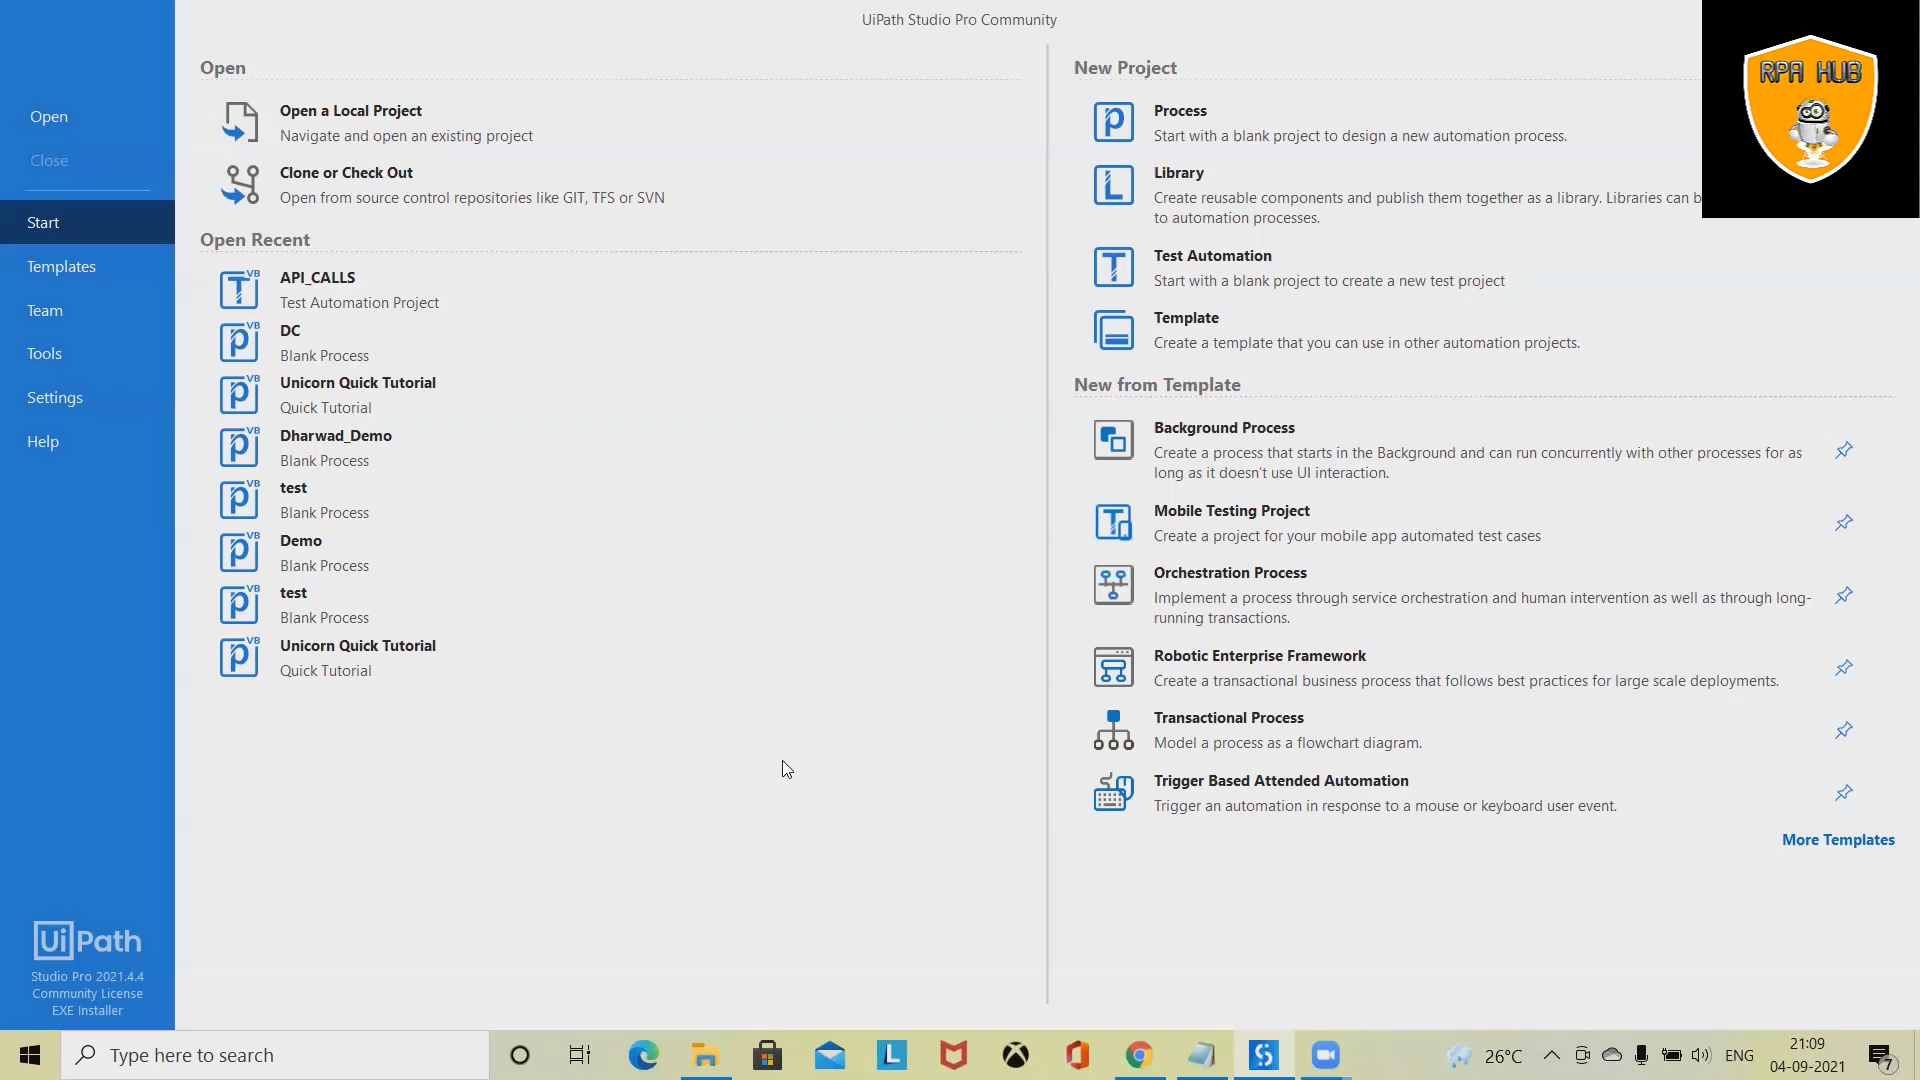 UiPath Studio Pro Community
RPA HUB
Open
Close
Start
Templates
Team
Tools
Settings
Help
UiPath
Studio Pro 2021.4.4
Community License
EXE Installer
Open
Open a Local Project
Navigate and open an existing project
Clone or Check Out
Open from source control repositories like GIT, TFS or SVN
Open Recent
API_CALLS
Test Automation Project
DC
Blank Process
Unicorn Quick Tutorial
Quick Tutorial
Dharwad_Demo
Blank Process
test
Blank Process
Demo
Blank Process
test
Blank Process
Unicorn Quick Tutorial
Quick Tutorial
New Project
Process
Start with a blank project to design a new automation process.
Library
Create reusable components and publish them together as a library. Libraries can b
to automation processes.
Test Automation
Start with a blank project to create a new test project
Template
Create a template that you can use in other automation projects.
New from Template
Background Process
Create a process that starts in the Background and can run concurrently with other processes for as
long as it doesn't use UI interaction.
Mobile Testing Project
Create a project for your mobile app automated test cases
Orchestration Process
Implement a process through service orchestration and human intervention as well as through long-
running transactions.
Robotic Enterprise Framework
Create a transactional business process that follows best practices for large scale deployments.
Transactional Process
Model a process as a flowchart diagram.
Trigger Based Attended Automation
Trigger an automation in response to a mouse or keyboard user event.
More Templates
Type here to search
26°C
ENG
21:09
04-09-2021
7